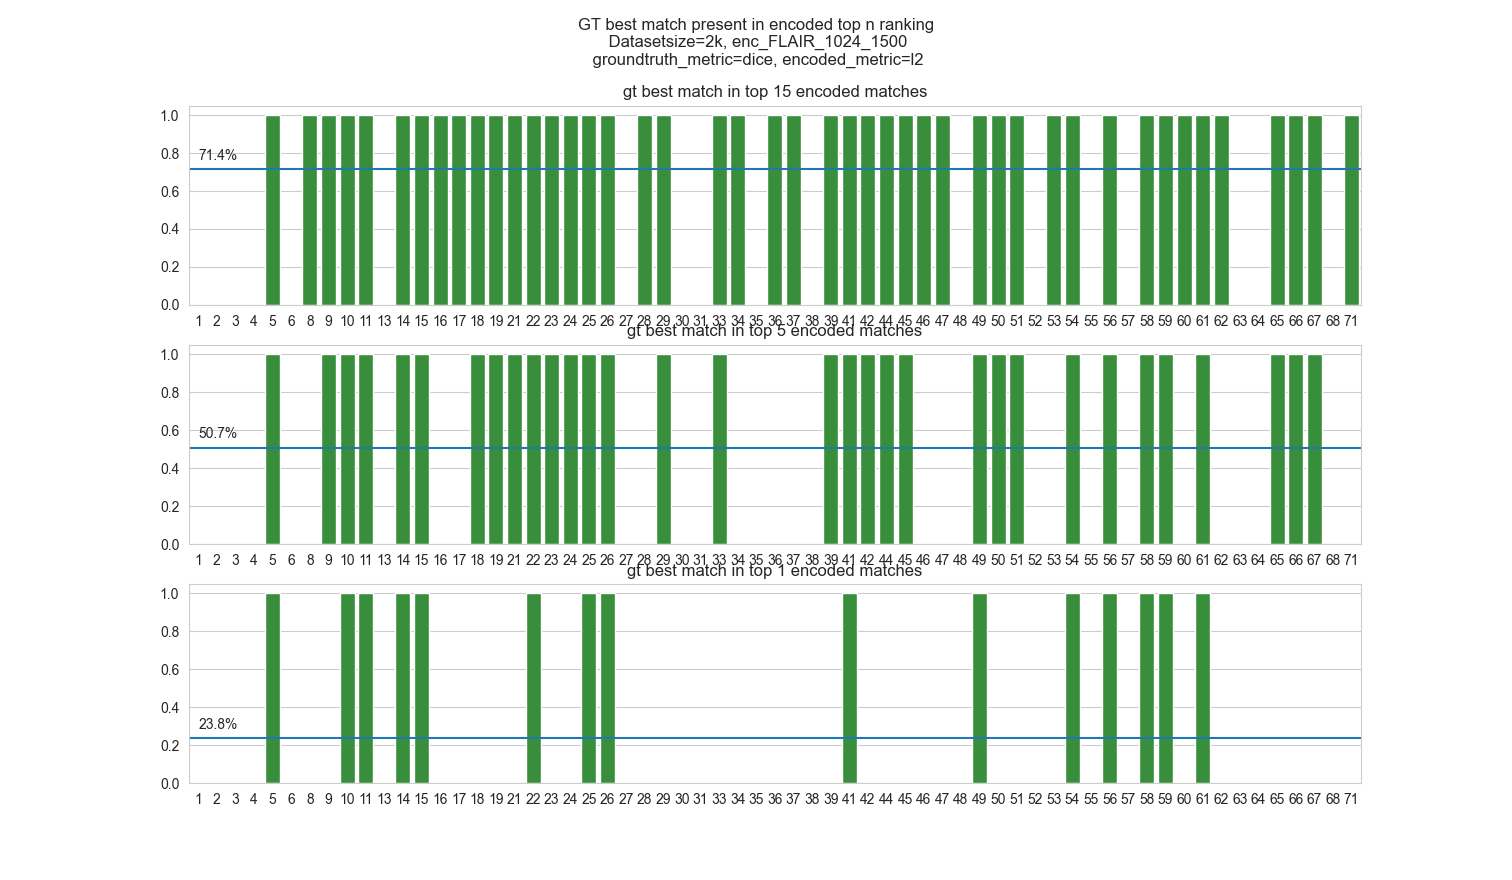 GT best match present in encoded top n ranking
Datasetsize=2k, enc_FLAIR_1024_1500
groundtruth_metric=dice, encoded_metric=l2
gt best match in top 15 encoded matches
1.0
0.8
0.6
0.4
0.2
0.0
71.4%
1 2 3 4 5 6 8 9 10 11 13 14 15 16 17 18 19 21 22 23 24 25 26 27 28 29 30 31 33 34 35 36 37 38 39 41 42 44 45 46 47 48 49 50 51 52 53 54 55 56 57 58 59 60 61 62 63 64 65 66 67 68 71
gt best match in top 5 encoded matches
1.0
0.8
0.6
0.4
0.2
0.0
50.7%
1 2 3 4 5 6 8 9 10 11 13 14 15 16 17 18 19 21 22 23 24 25 26 27 28 29 30 31 33 34 35 36 37 38 39 41 42 44 45 46 47 48 49 50 51 52 53 54 55 56 57 58 59 60 61 62 63 64 65 66 67 68 71
gt best match in top 1 encoded matches
1.0
0.8
0.6
0.4
0.2
0.0
23.8%
1 2 3 4 5 6 8 9 10 11 13 14 15 16 17 18 19 21 22 23 24 25 26 27 28 29 30 31 33 34 35 36 37 38 39 41 42 44 45 46 47 48 49 50 51 52 53 54 55 56 57 58 59 60 61 62 63 64 65 66 67 68 71